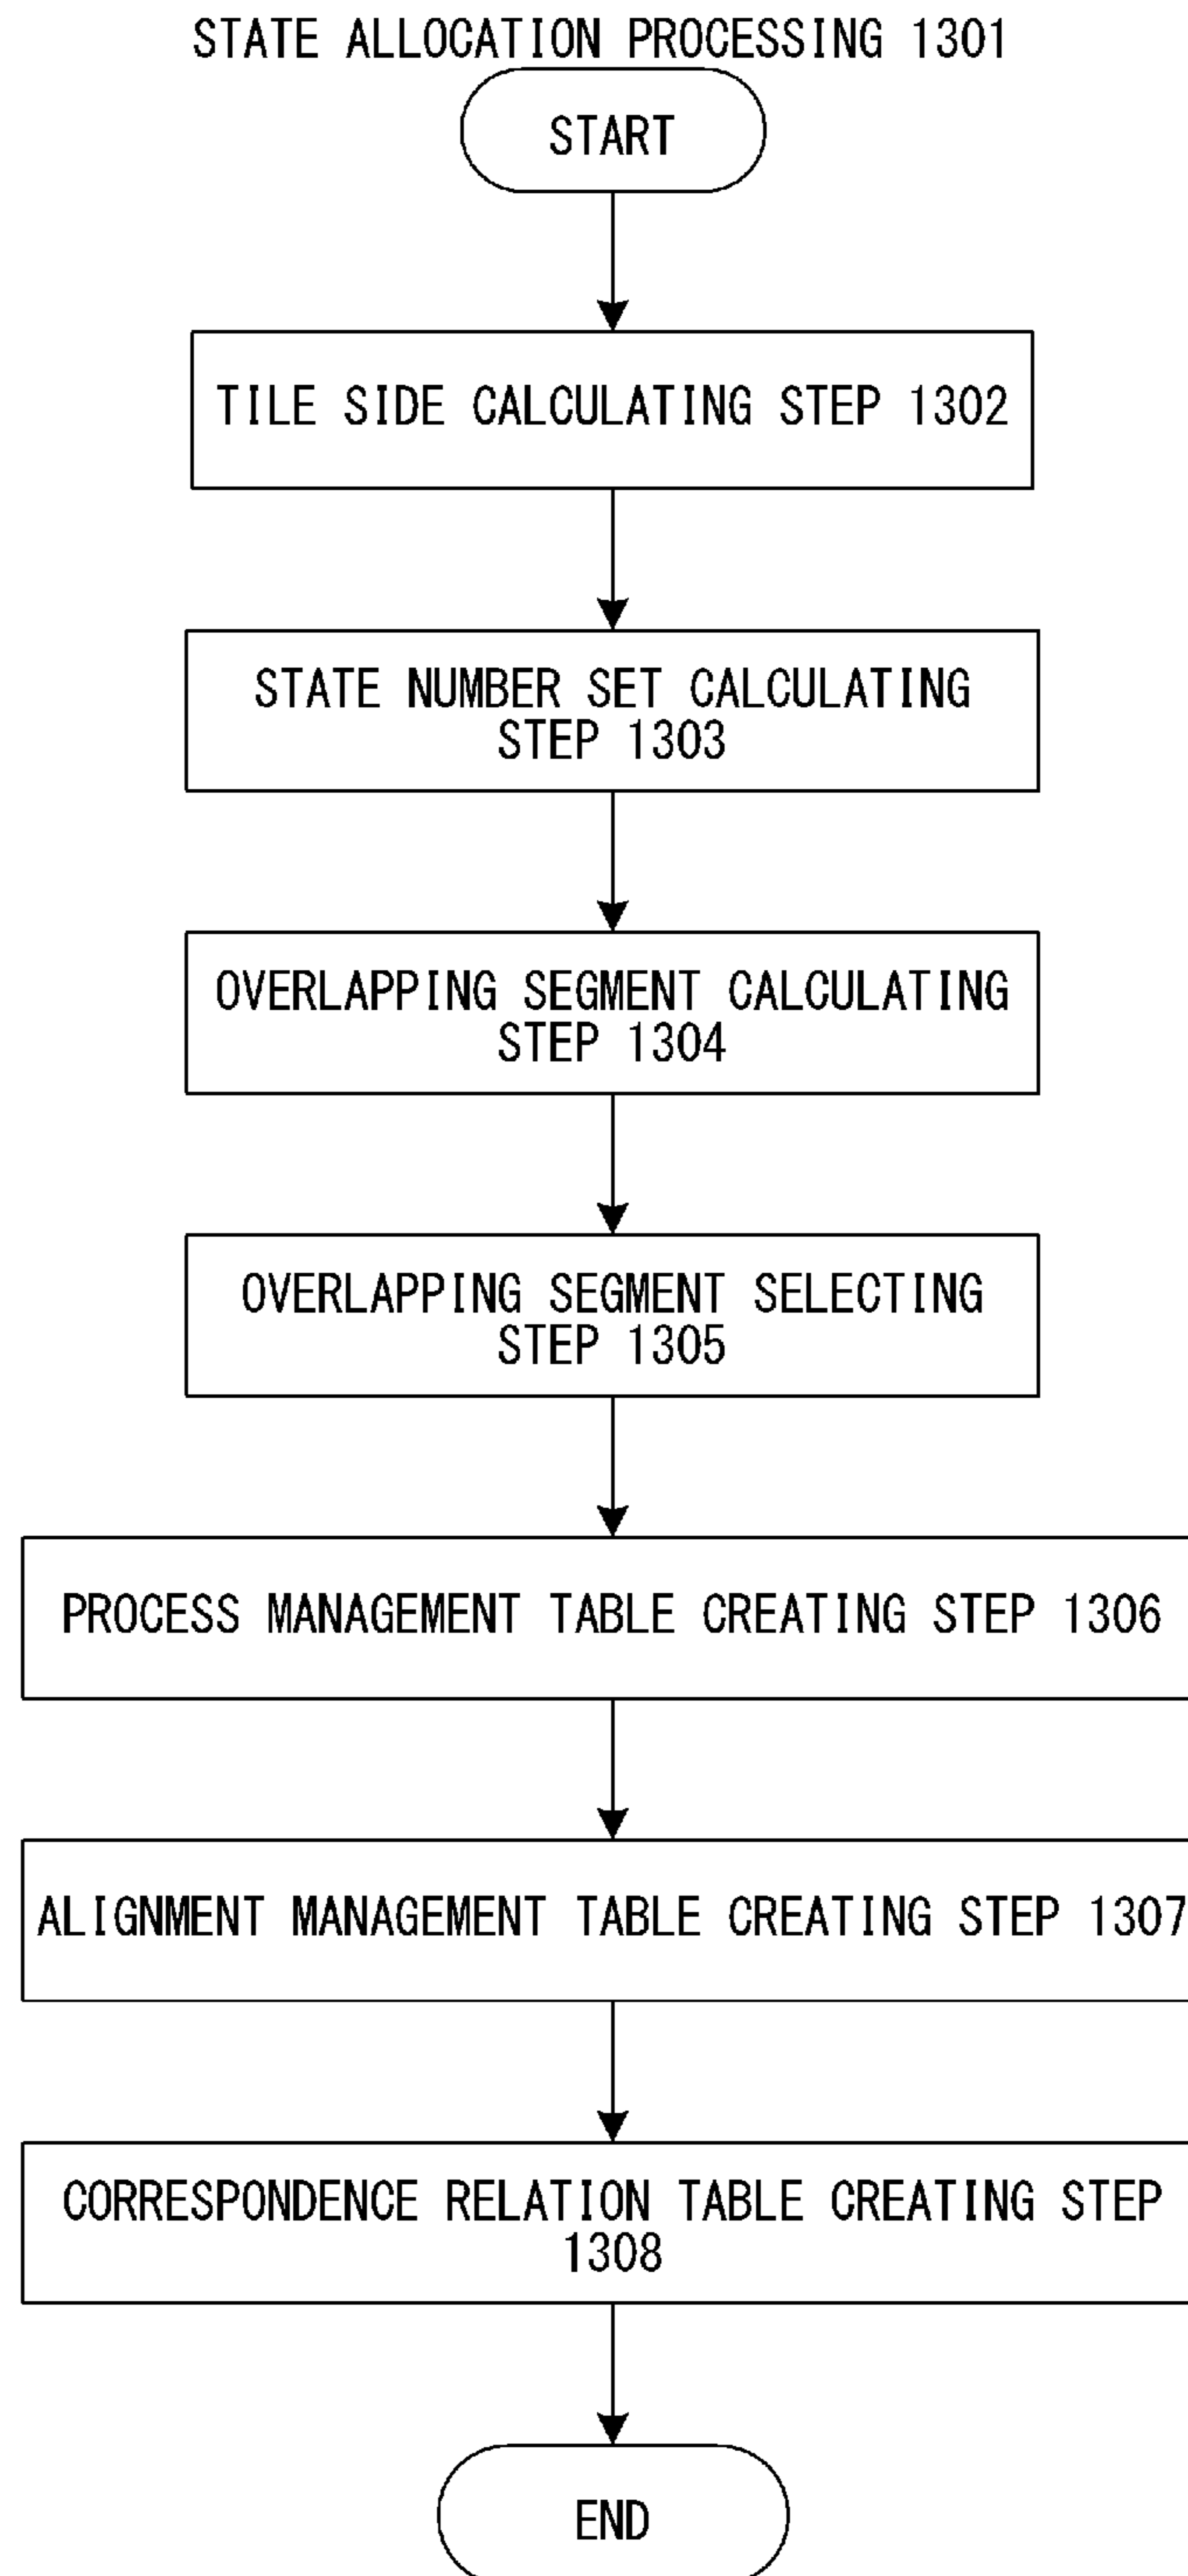 STATE ALLOCATION PROCESSING 1301
START
TILE SIDE CALCULATING STEP 1302
STATE NUMBER SET CALCULATING
STEP 1303
OVERLAPPING SEGMENT CALCULATING
STEP 1304
OVERLAPPING SEGMENT SELECTING
STEP 1305
PROCESS MANAGEMENT TABLE CREATING STEP 1306
ALIGNMENT MANAGEMENT TABLE CREATING STEP 1307
CORRESPONDENCE RELATION TABLE CREATING STEP
1308
END